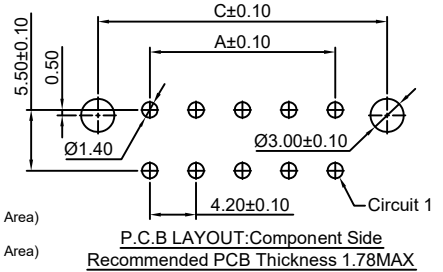 C±0.10
A±0.10
5.50±0.10
0.50
Ø1.40
Ø3.00±0.10
4.20±0.10
Circuit 1
Area)
Area)
P.C.B LAYOUT:Component Side
Recommended PCB Thickness 1.78MAX